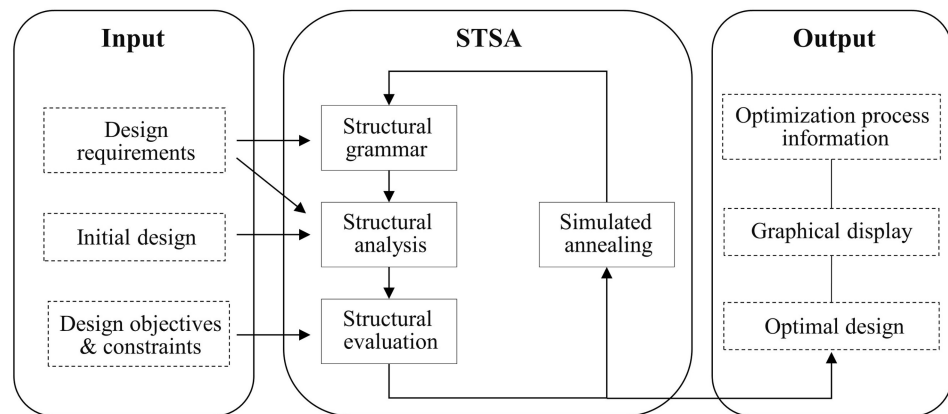 Input
Design
requirements
Initial design
Design objectives
& constraints
STSA
Structural
grammar
Structural
analysis
Structural
evaluation
Simulated
annealing
Output
Optimization process
information
Graphical display
Optimal design